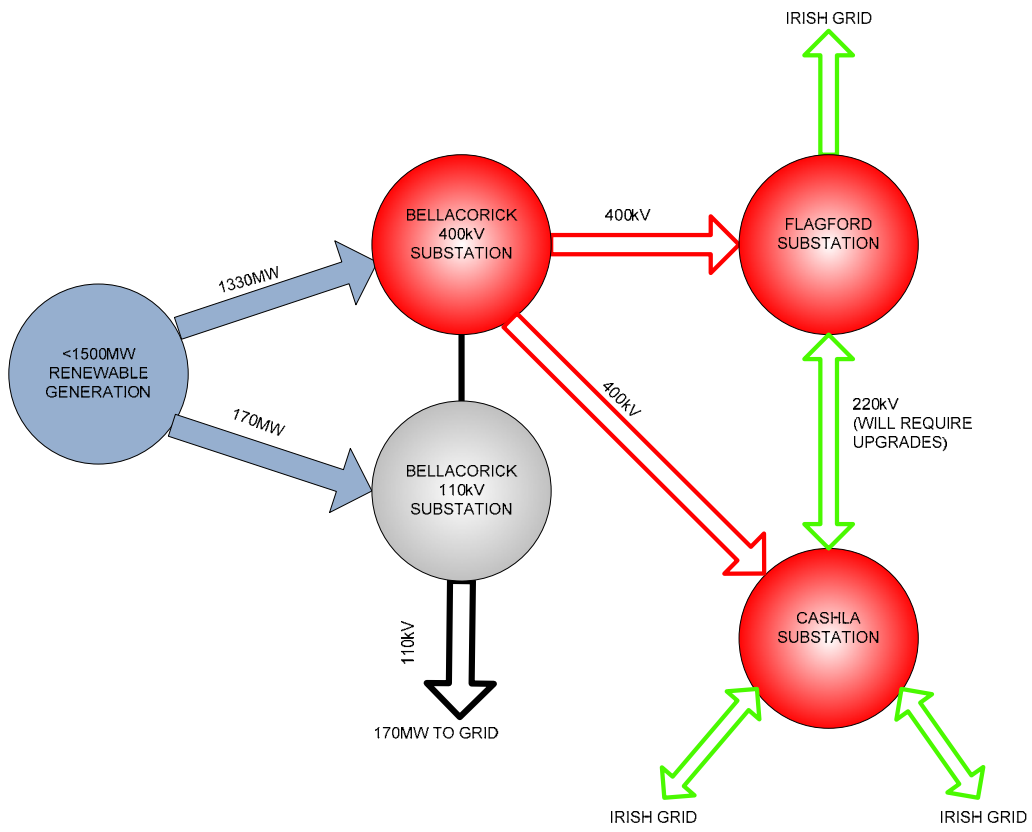 IRISH GRID
BELLACORICK
400kV
SUBSTATION
400kV
FLAGFORD
SUBSTATION
1330MW
<1500MW
RENEWABLE
GENERATION
170MW
400kV
220kV
(WILL REQUIRE
UPGRADES)
BELLACORICK
110kV
SUBSTATION
CASHLA
SUBSTATION
110kV
170MW TO GRID
IRISH GRID
IRISH GRID